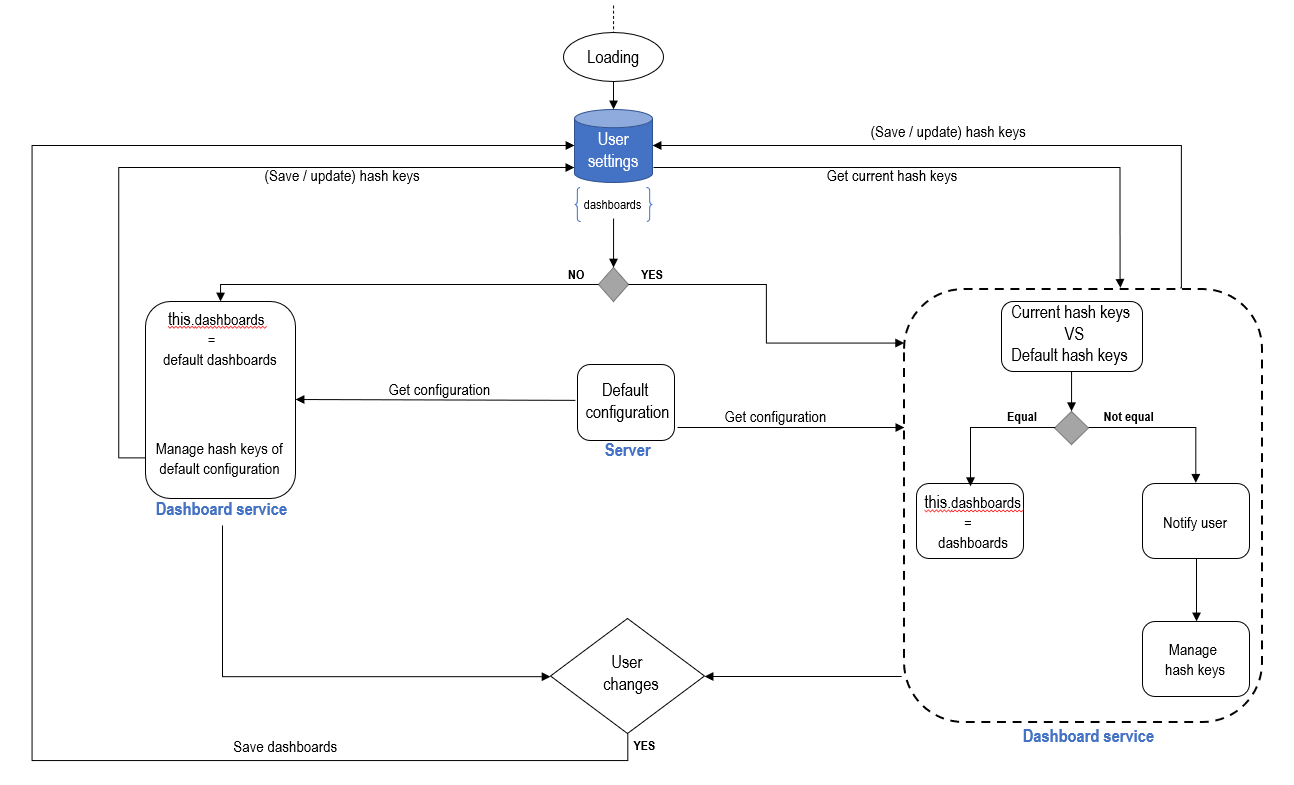 Loading
User
settings
(Save / update) hash keys
(Save / update) hash keys
Get current hash keys
{ dashboards }
NO
YES
this.dashboards
=
default dashboards
Manage hash keys of
default configuration
Dashboard service
Get configuration
Default
configuration
Server
Get configuration
Current hash keys
VS
Default hash keys
Equal
Not equal
this.dashboards
=
dashboards
Notify user
Manage
hash keys
Dashboard service
User
changes
YES
Save dashboards